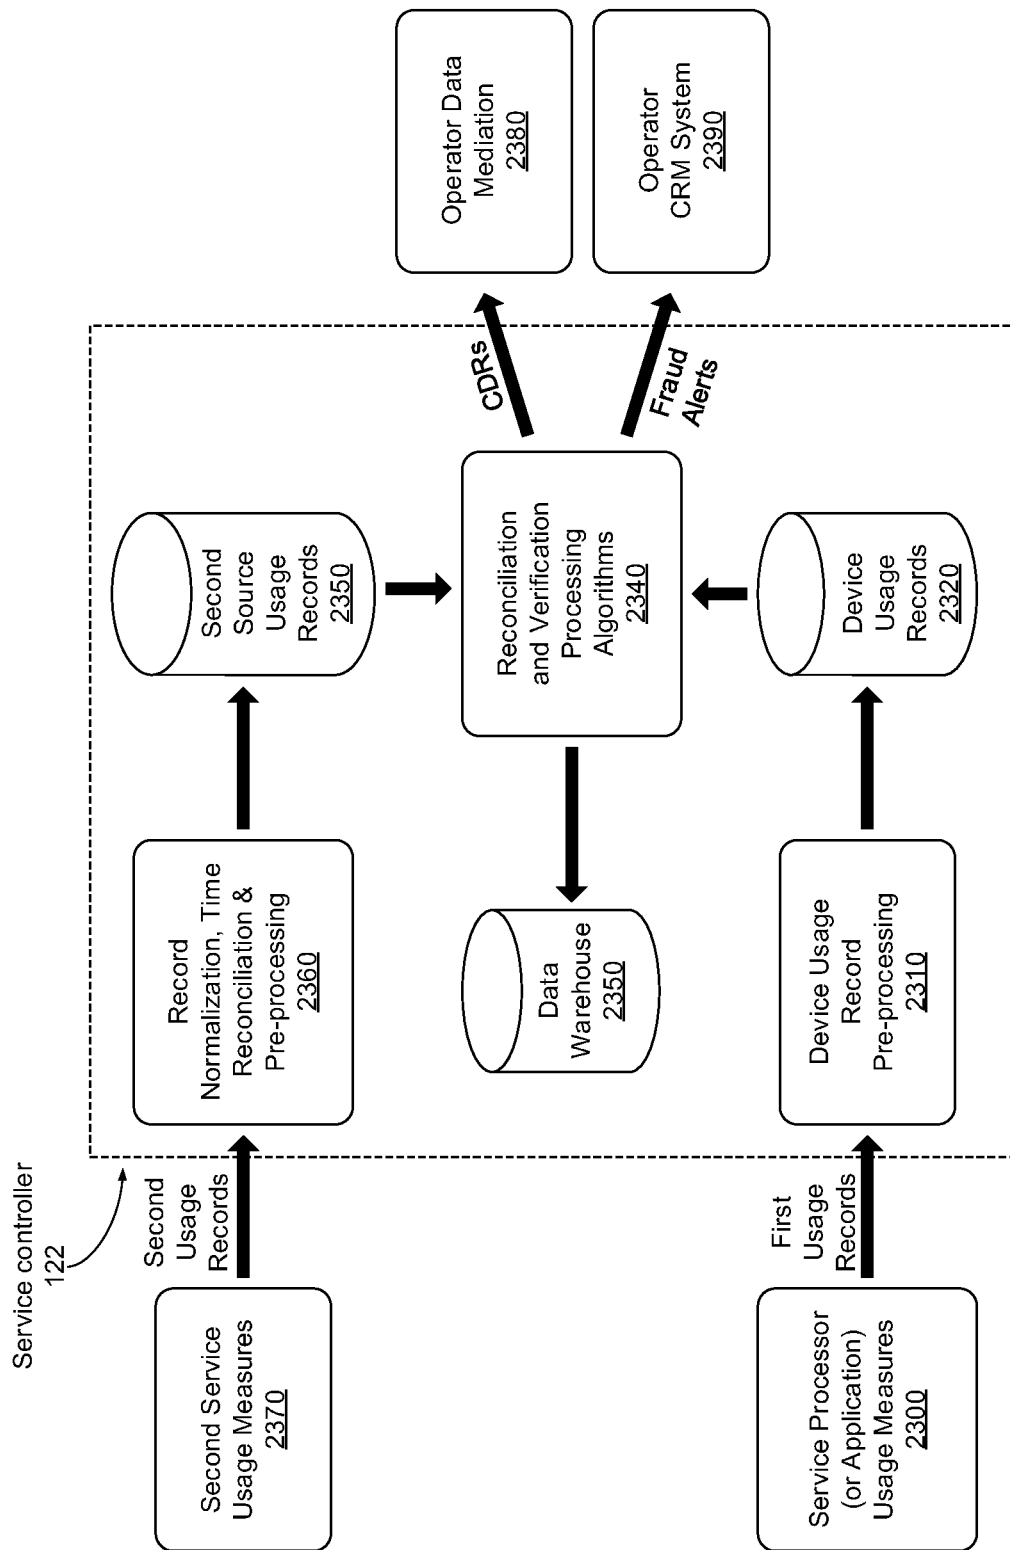 Service controller
122
Second Service
Usage Measures
2370
Second
Usage
Records
Record
Normalization, Time
Reconciliation &
Pre-processing
2360
Second
Source
Usage
Records
2350
Data
Warehouse
2350
Reconciliation
and Verification
Processing
Algorithms
2340
CDRs
Fraud
Alerts
Operator Data
Mediation
2380
Operator
CRM System
2390
Service Processor
(or Application)
Usage Measures
2300
First
Usage
Records
Device Usage
Record
Pre-processing
2310
Device
Usage
Records
2320